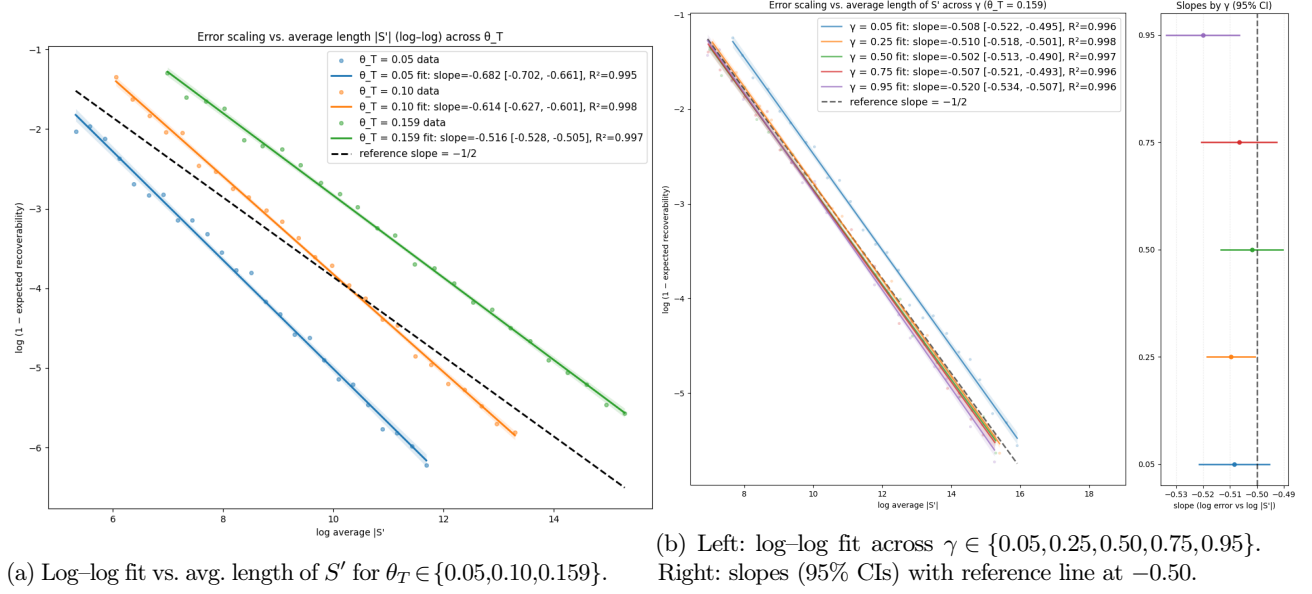 Error scaling vs. average length |S'| (log–log) across θ_T
θ_T = 0.05 data
θ_T = 0.05 fit: slope=-0.682 [-0.702, -0.661], R²=0.995
θ_T = 0.10 data
θ_T = 0.10 fit: slope=-0.614 [-0.627, -0.601], R²=0.998
θ_T = 0.159 data
θ_T = 0.159 fit: slope=-0.516 [-0.528, -0.505], R²=0.997
reference slope = −1/2
log (1 − expected recoverability)
−1
−2
−3
−4
−5
−6
6
8
10
12
14
log average |S'|
(a) Log–log fit vs. avg. length of S′ for θ_T ∈ {0.05,0.10,0.159}.
Error scaling vs. average length of S' across γ (θ_T = 0.159)
γ = 0.05 fit: slope=-0.508 [-0.522, -0.495], R²=0.996
γ = 0.25 fit: slope=-0.510 [-0.518, -0.501], R²=0.998
γ = 0.50 fit: slope=-0.502 [-0.513, -0.490], R²=0.997
γ = 0.75 fit: slope=-0.507 [-0.521, -0.493], R²=0.996
γ = 0.95 fit: slope=-0.520 [-0.534, -0.507], R²=0.996
reference slope = −1/2
log (1 − expected recoverability)
−1
−2
−3
−4
−5
8
10
12
14
16
18
log average |S'|
Slopes by γ (95% CI)
0.95
0.75
0.50
0.25
0.05
−0.53
−0.52
−0.51
−0.50
−0.49
slope (log error vs log |S'|)
(b) Left: log–log fit across γ ∈ {0.05,0.25,0.50,0.75,0.95}.
Right: slopes (95% CIs) with reference line at −0.50.